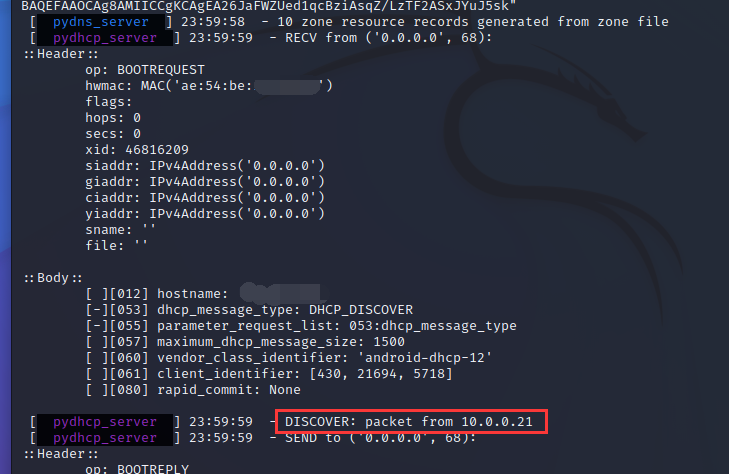 BAQEFAAOCAg8AMIICCgKCAgEA26JaFWZUed1qcBziAsqZ/LzTF2ASxJYuJ5sk"
[ pydns_server ] 23:59:58 - 10 zone resource records generated from zone file
[ pydhcp_server ] 23:59:59 - RECV from ('0.0.0.0', 68):
::Header::
op: BOOTREQUEST
hwmac: MAC('ae:54:be: ')
flags:
hops: 0
secs: 0
xid: 46816209
siaddr: IPv4Address('0.0.0.0')
giaddr: IPv4Address('0.0.0.0')
ciaddr: IPv4Address('0.0.0.0')
yiaddr: IPv4Address('0.0.0.0')
sname: ''
file: ''
::Body::
[ ][012] hostname:
[-][053] dhcp_message_type: DHCP_DISCOVER
[-][055] parameter_request_list: 053:dhcp_message_type
[ ][057] maximum_dhcp_message_size: 1500
[ ][060] vendor_class_identifier: 'android-dhcp-12'
[ ][061] client_identifier: [430, 21694, 5718]
[ ][080] rapid_commit: None
[ pydhcp_server ] 23:59:59 - DISCOVER: packet from 10.0.0.21
[ pydhcp_server ] 23:59:59 - SEND to ('0.0.0.0', 68):
::Header::
op: BOOTREPLY